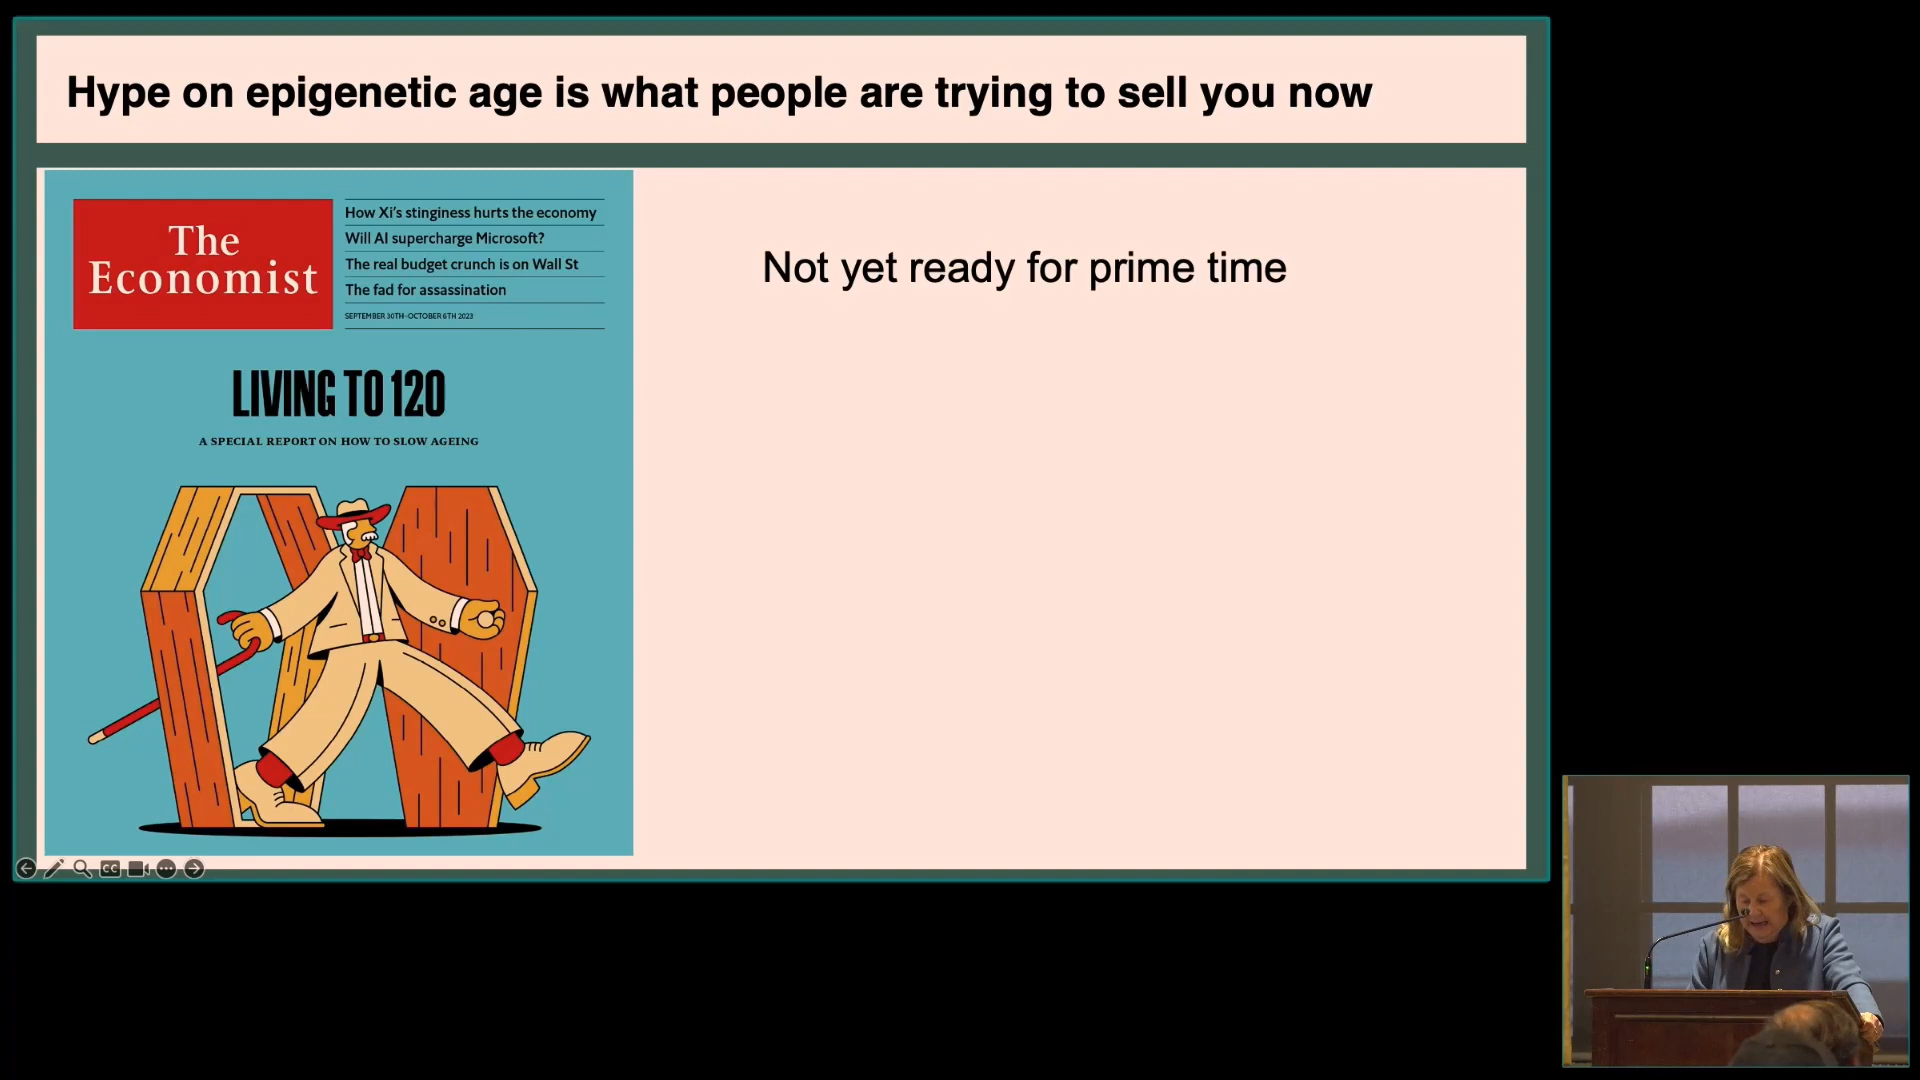 Hype on epigenetic age is what people are trying to sell you now
The
Economist
How Xi's stinginess hurts the economy
Will AI supercharge Microsoft?
The real budget crunch is on Wall St
The fad for assassination
SEPTEMBER 30TH-OCTOBER 6TH 2023
LIVING TO 120
A SPECIAL REPORT ON HOW TO SLOW AGEING
Not yet ready for prime time
CC